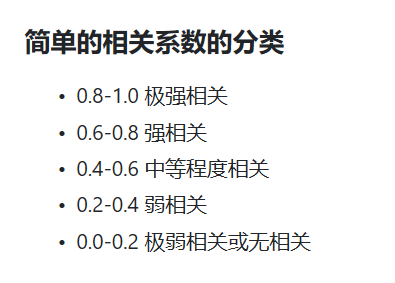 简单的相关系数的分类
• 0.8-1.0 极强相关
• 0.6-0.8 强相关
• 0.4-0.6 中等程度相关
• 0.2-0.4 弱相关
• 0.0-0.2 极弱相关或无相关